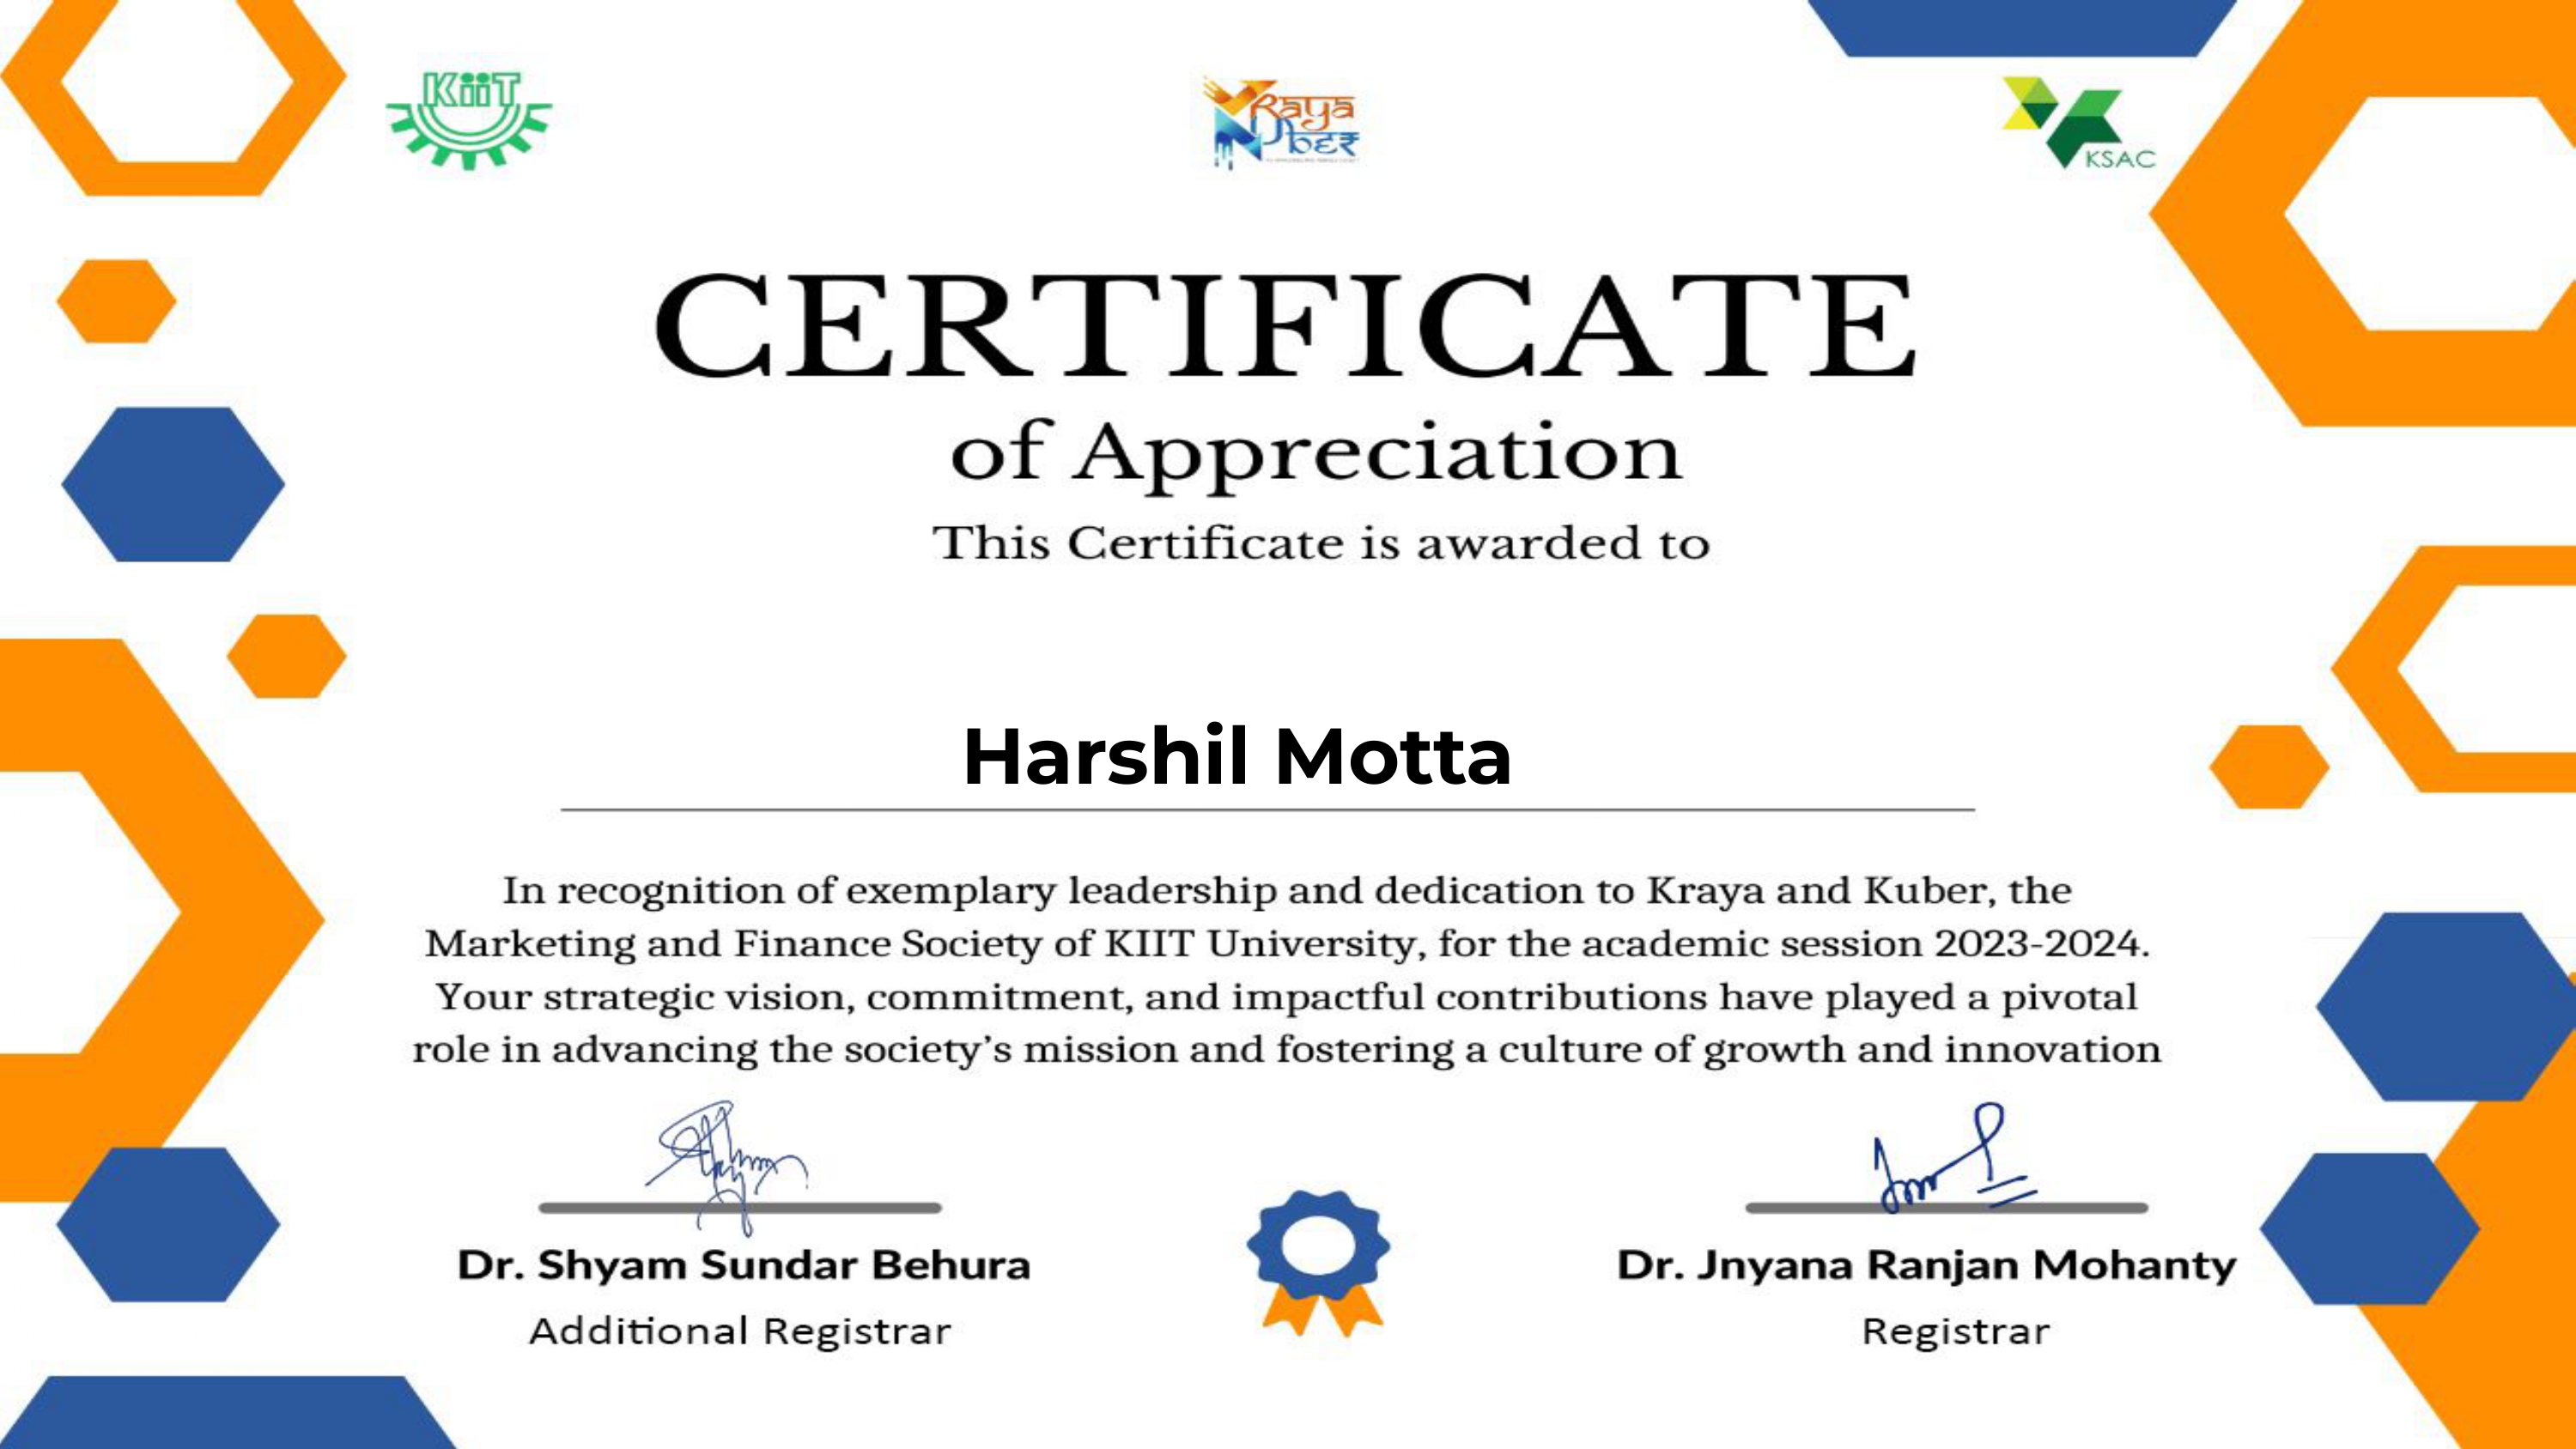 KiiT
Kraya
Kuber
KSAC
CERTIFICATE
of Appreciation
This Certificate is awarded to
Harshil Motta
In recognition of exemplary leadership and dedication to Kraya and Kuber, the
Marketing and Finance Society of KIIT University, for the academic session 2023-2024.
Your strategic vision, commitment, and impactful contributions have played a pivotal
role in advancing the society’s mission and fostering a culture of growth and innovation
Dr. Shyam Sundar Behura
Dr. Jnyana Ranjan Mohanty
Additional Registrar
Registrar